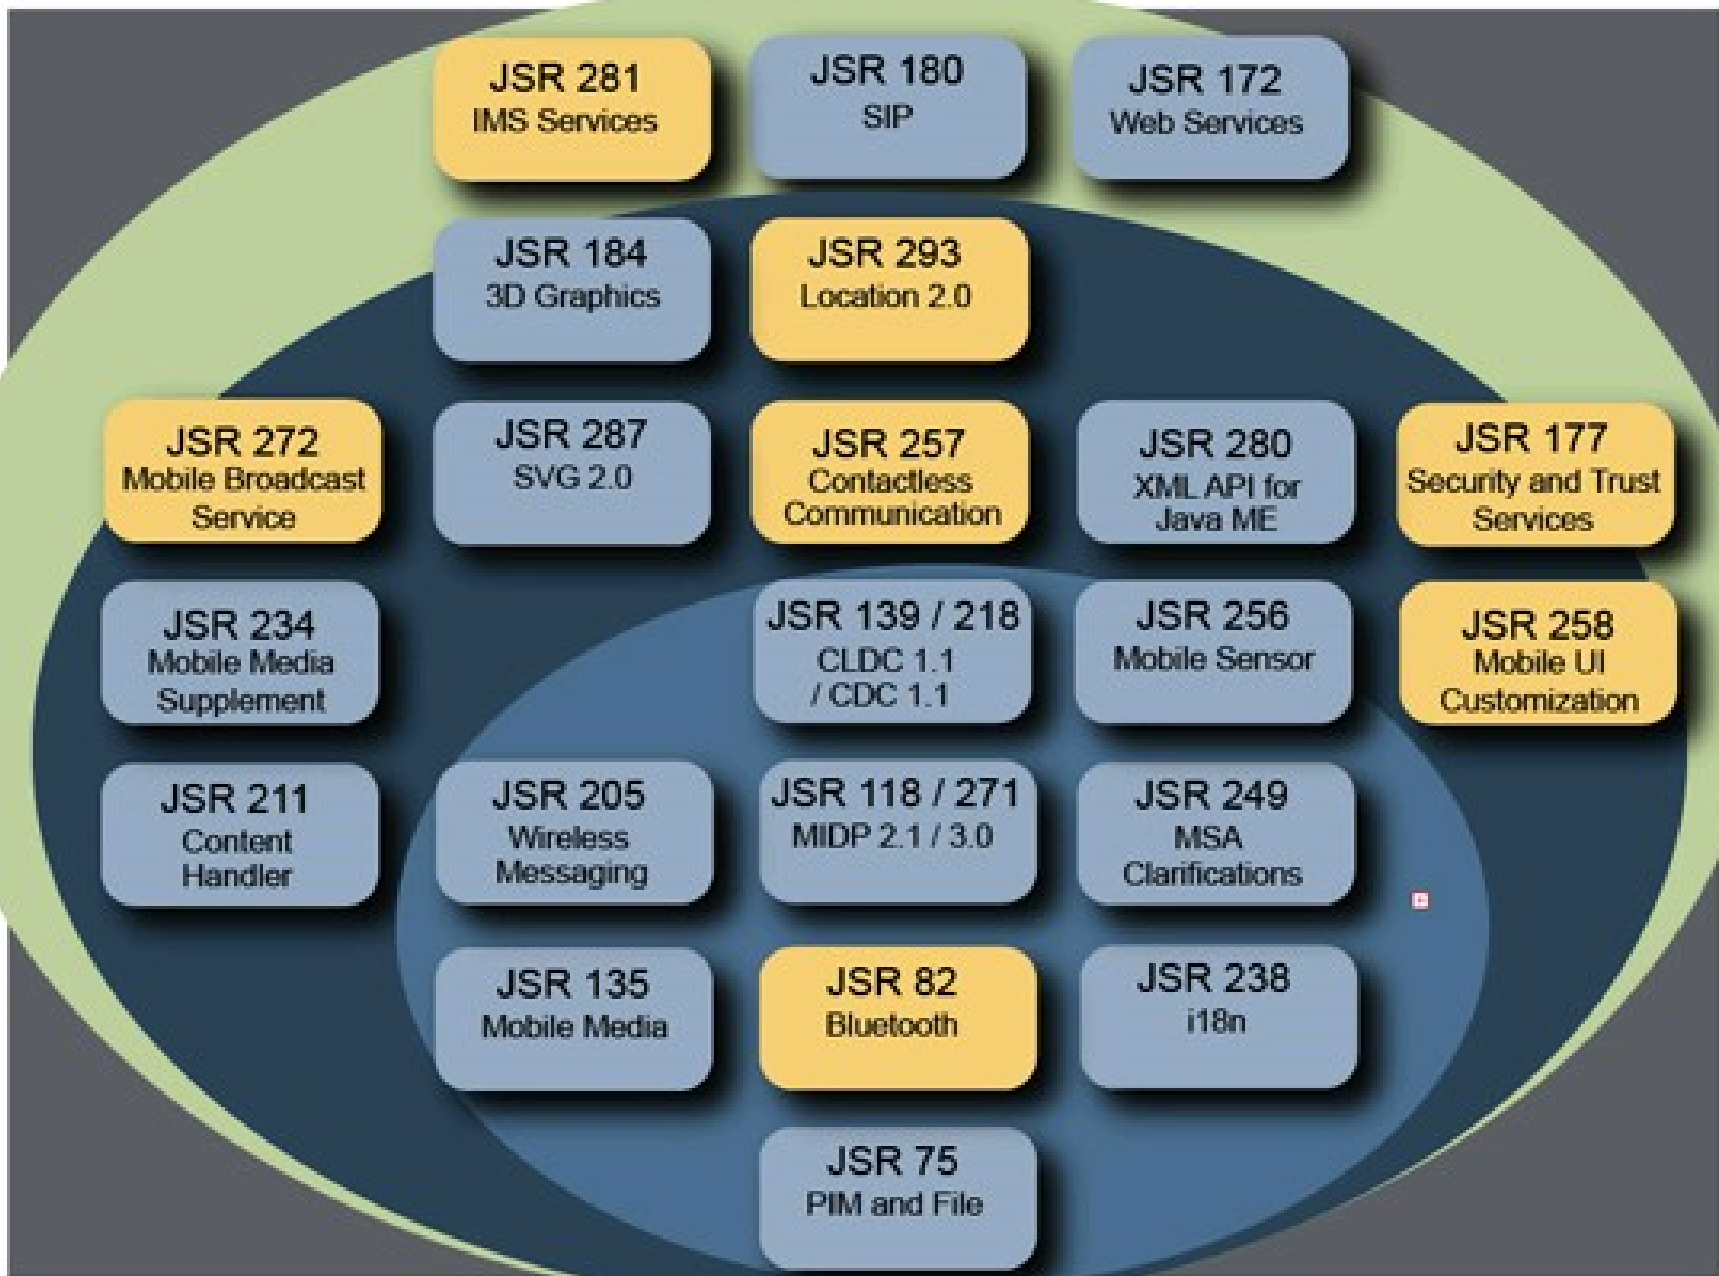 JSR 281
IMS Services
JSR 180
SIP
JSR 172
Web Services
JSR 184
3D Graphics
JSR 293
Location 2.0
JSR 272
Mobile Broadcast
Service
JSR 287
SVG 2.0
JSR 257
Contactless
Communication
JSR 280
XML API for
Java ME
JSR 177
Security and Trust
Services
JSR 234
Mobile Media
Supplement
JSR 139 / 218
CLDC 1.1
/ CDC 1.1
JSR 256
Mobile Sensor
JSR 258
Mobile UI
Customization
JSR 211
Content
Handler
JSR 205
Wireless
Messaging
JSR 118 / 271
MIDP 2.1 / 3.0
JSR 249
MSA
Clarifications
JSR 135
Mobile Media
JSR 82
Bluetooth
JSR 238
i18n
JSR 75
PIM and File